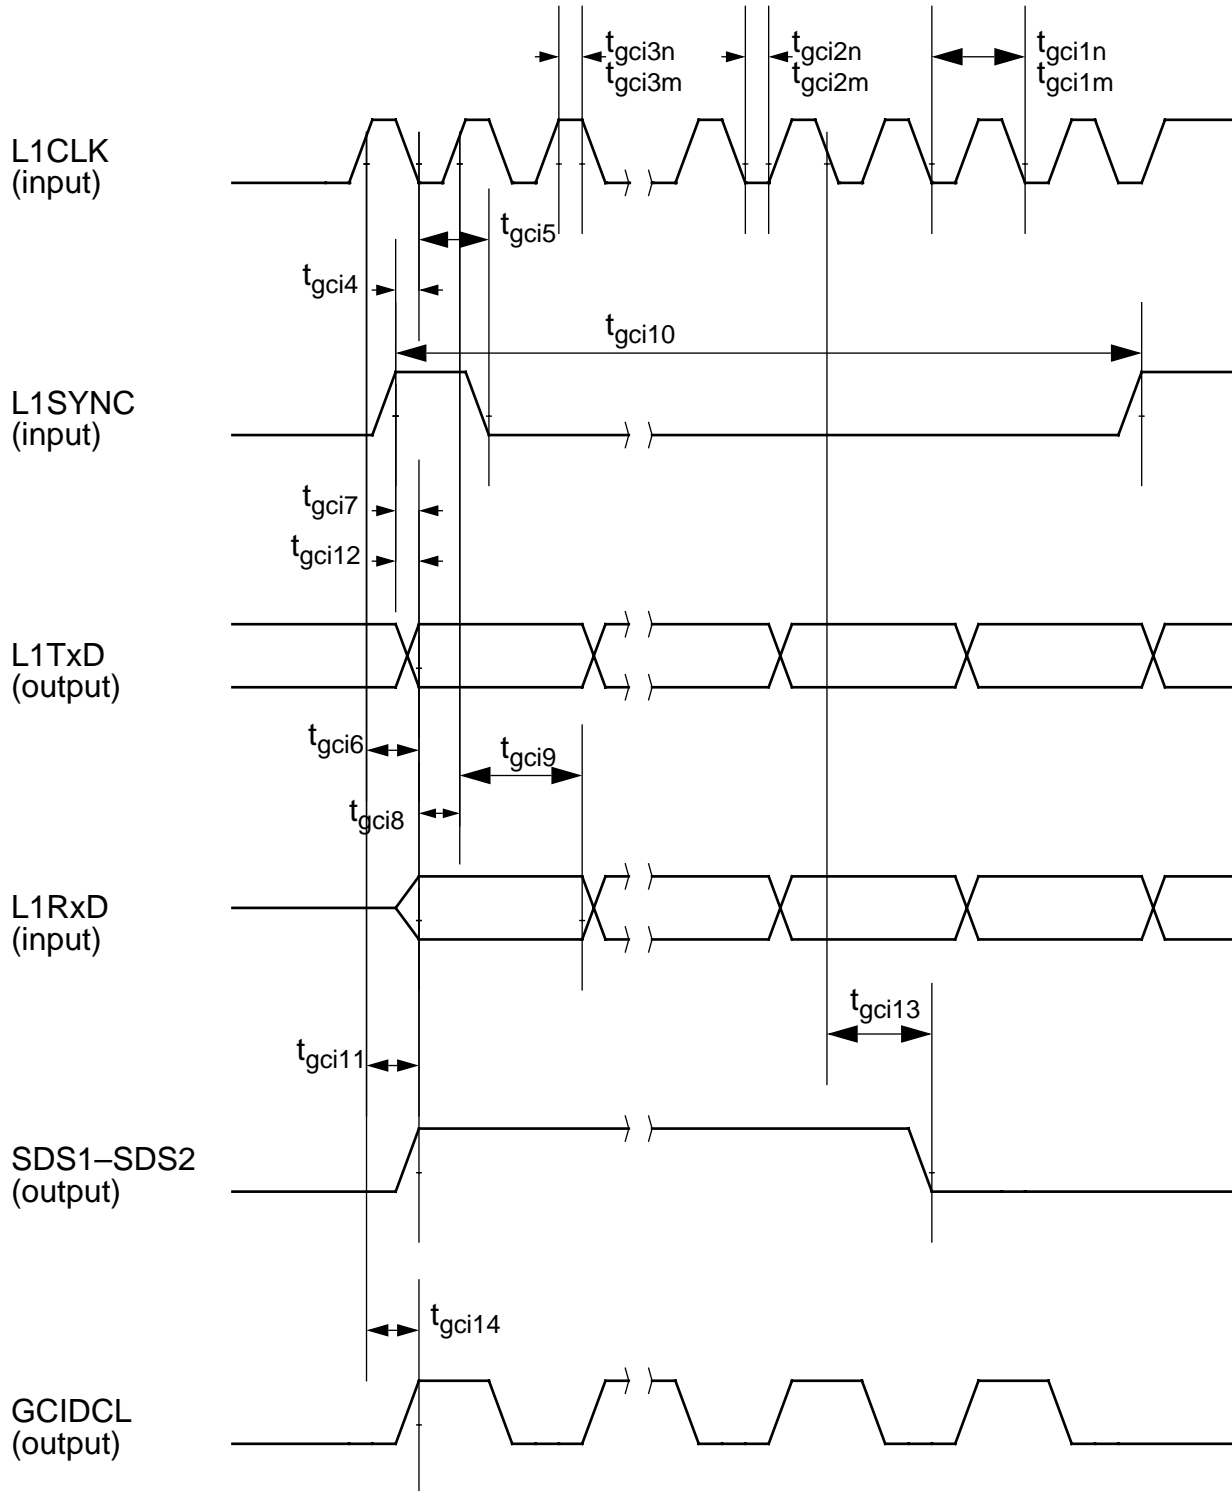 tgci3n
tgci3m
tgci2n
tgci2m
tgci1n
tgci1m
L1CLK
(input)
tgci5
tgci4
tgci10
L1SYNC
(input)
tgci7
tgci12
L1TxD
(output)
tgci6
tgci9
tgci8
L1RxD
(input)
tgci13
tgci11
SDS1–SDS2
(output)
tgci14
GCIDCL
(output)